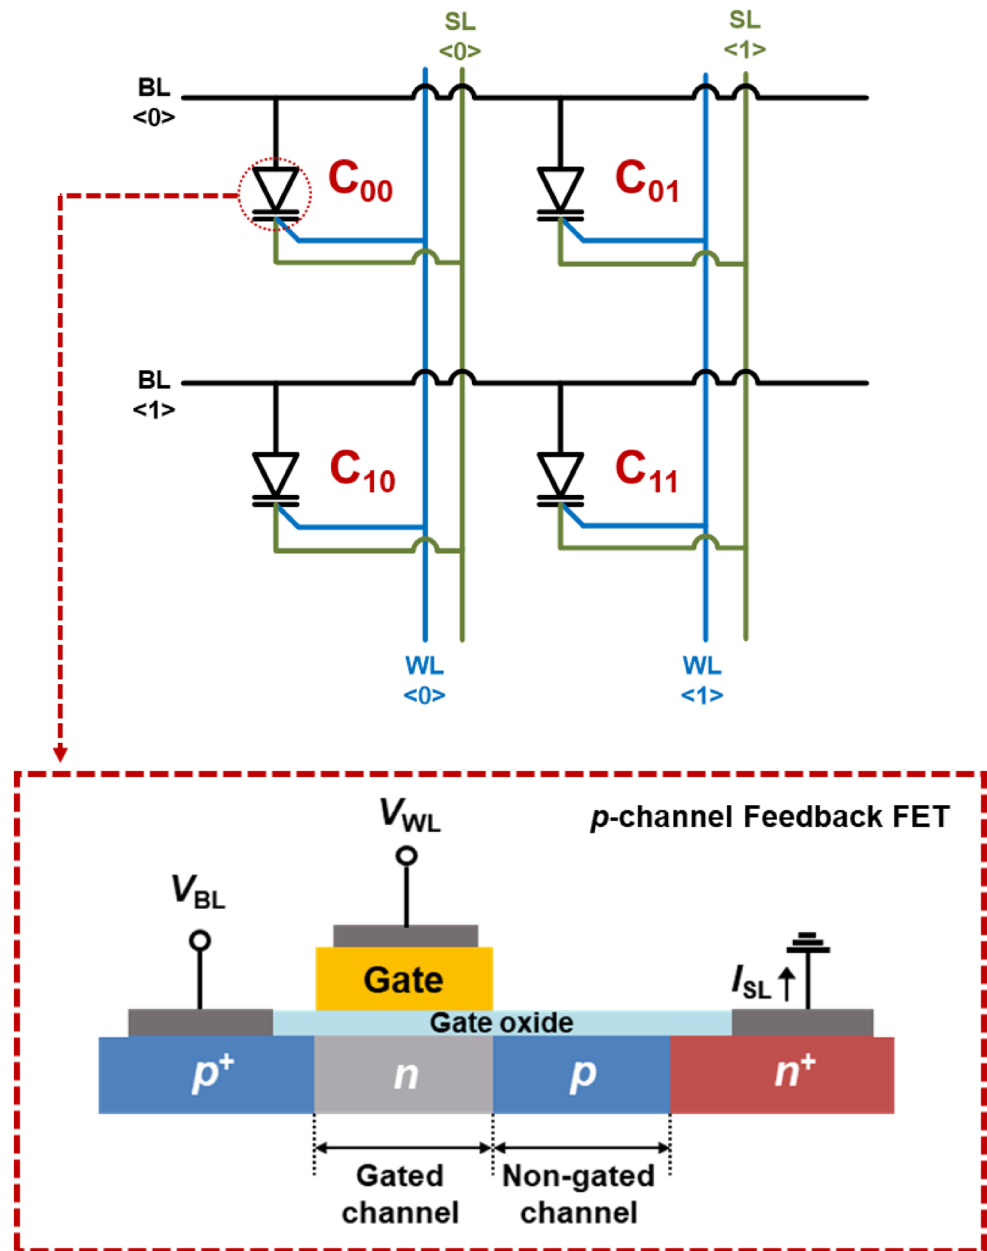 SL
<0>
SL
<1>
BL
<0>
C00
C01
BL
<1>
C10
C11
WL
<0>
WL
<1>
p-channel Feedback FET
VWL
VBL
Gate
ISL
Gate oxide
p+
n
p
n+
Gated
channel
Non-gated
channel